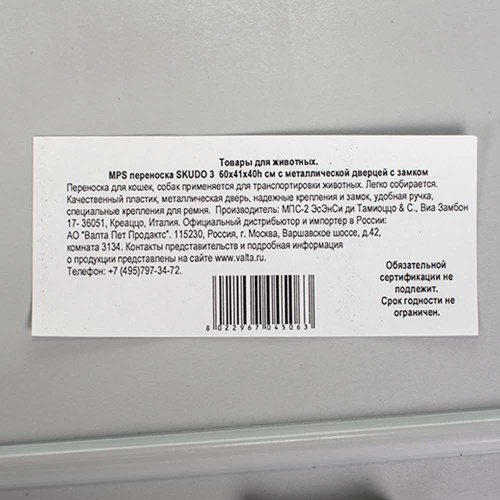 Товары для животных.
MPS переноска SKUDO 3 60x41x40h см с металлической дверцей с замком
Переноска для кошек, собак применяется для транспортировки животных. Легко собирается.
Качественный пластик, металлическая дверь, надежные крепления и замок, удобная ручка,
специальные крепления для ремня. Производитель: МПС-2 ЭсЭнСи ди Тамиоццо & С., Виа Замбон
17- 36051, Креаццо, Италия. Официальный дистрибьютор и импортер в России:
АО "Валта Пет Продактс". 115230, Россия, г. Москва, Варшавское шоссе, д.42,
комната 3134. Контакты представительств и подробная информация
о продукции представлены на сайте www.valta.ru.
Телефон: +7 (495)797-34-72.
Обязательной
сертификации не
подлежит.
Срок годности не
ограничен.
8 022967 045063